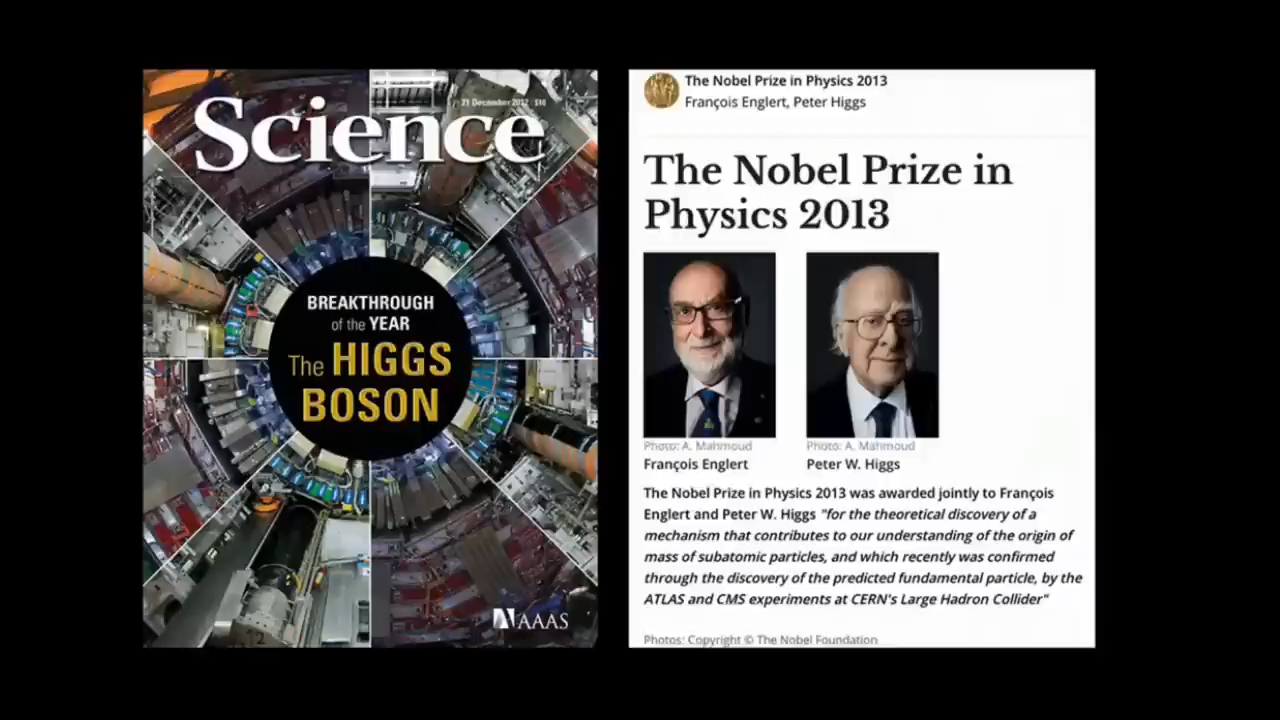 Science
21 December 2012 | $10
BREAKTHROUGH
of the YEAR
The HIGGS
BOSON
AAAS
The Nobel Prize in Physics 2013
François Englert, Peter Higgs
The Nobel Prize in
Physics 2013
Photo: A. Mahmoud
François Englert
Photo: A. Mahmoud
Peter W. Higgs
The Nobel Prize in Physics 2013 was awarded jointly to François
Englert and Peter W. Higgs "for the theoretical discovery of a
mechanism that contributes to our understanding of the origin of
mass of subatomic particles, and which recently was confirmed
through the discovery of the predicted fundamental particle, by the
ATLAS and CMS experiments at CERN's Large Hadron Collider"
Photos: Copyright © The Nobel Foundation